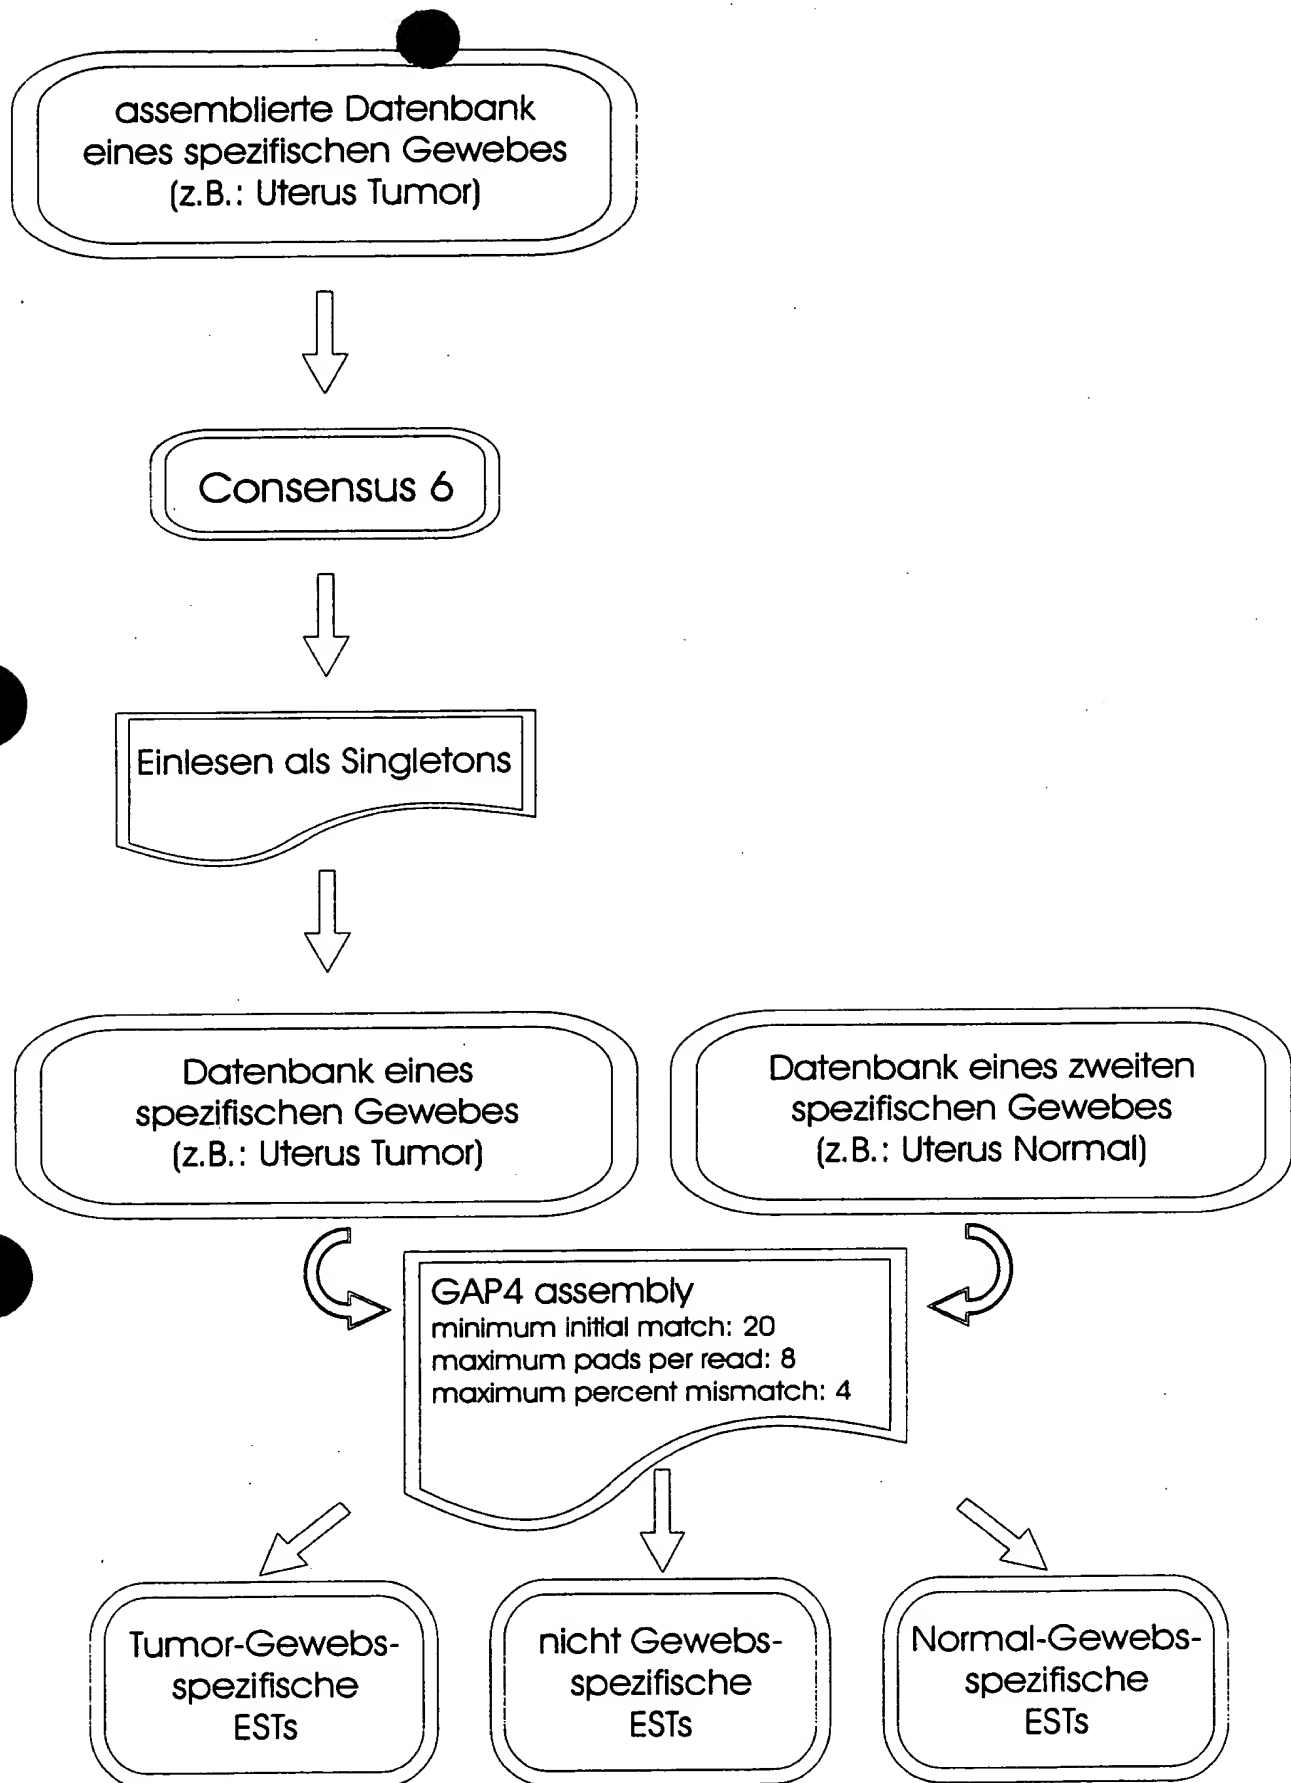 assemblierte Datenbank
eines spezifischen Gewebes
(z.B.: Uterus Tumor)
Consensus 6
Einlesen als Singletons
Datenbank eines
spezifischen Gewebes
(z.B.: Uterus Tumor)
Datenbank eines zweiten
spezifischen Gewebes
(z.B.: Uterus Normal)
GAP4 assembly
minimum initial match: 20
maximum pads per read: 8
maximum percent mismatch: 4
Tumor-Gewebs-
spezifische
ESTs
nicht Gewebs-
spezifische
ESTs
Normal-Gewebs-
spezifische
ESTs